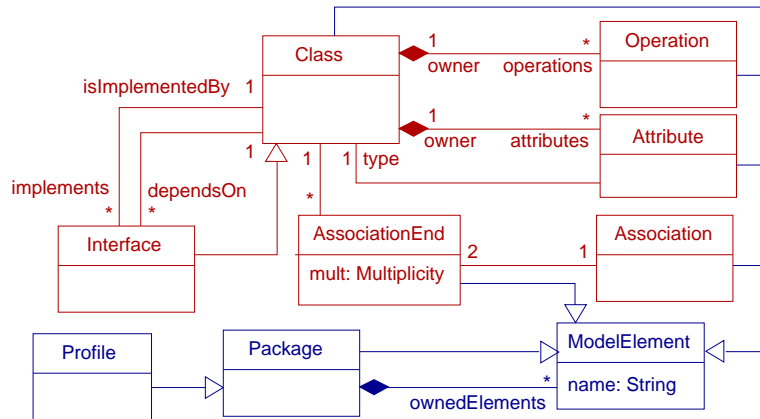 Class
1
*
Operation
owner
operations
isImplementedBy
1
1
*
owner
attributes
Attribute
1
1
1
type
implements
dependsOn
*
*
*
Interface
AssociationEnd
2
1
Association
mult: Multiplicity
Profile
Package
ModelElement
*
name: String
ownedElements